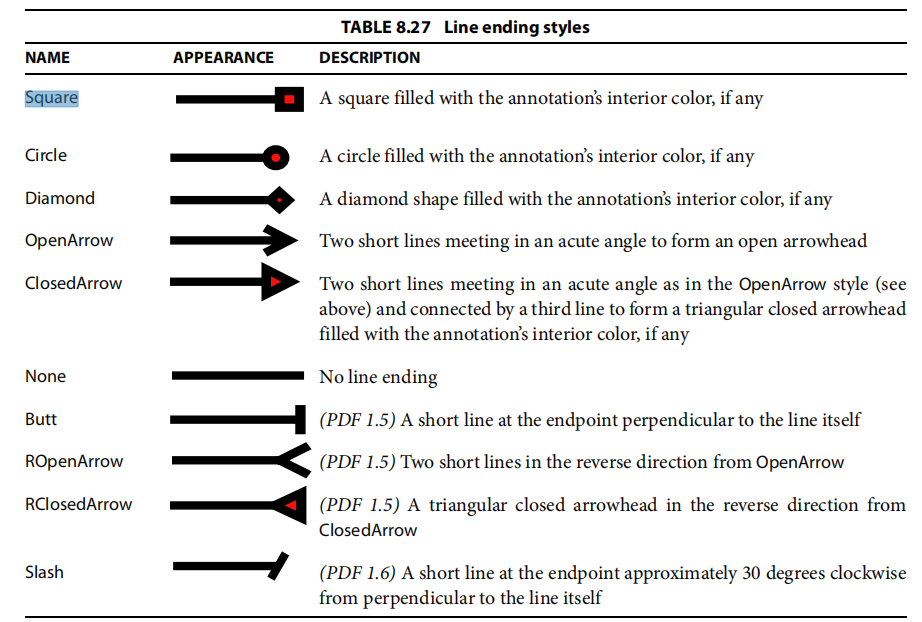 TABLE 8.27 Line ending styles
NAME APPEARANCE DESCRIPTION
Square A square filled with the annotation’s interior color, if any
Circle A circle filled with the annotation’s interior color, if any
Diamond A diamond shape filled with the annotation’s interior color, if any
OpenArrow Two short lines meeting in an acute angle to form an open arrowhead
ClosedArrow Two short lines meeting in an acute angle as in the OpenArrow style (see
above) and connected by a third line to form a triangular closed arrowhead
filled with the annotation’s interior color, if any
None No line ending
Butt (PDF 1.5) A short line at the endpoint perpendicular to the line itself
ROpenArrow (PDF 1.5) Two short lines in the reverse direction from OpenArrow
RClosedArrow (PDF 1.5) A triangular closed arrowhead in the reverse direction from
ClosedArrow
Slash (PDF 1.6) A short line at the endpoint approximately 30 degrees clockwise
from perpendicular to the line itself